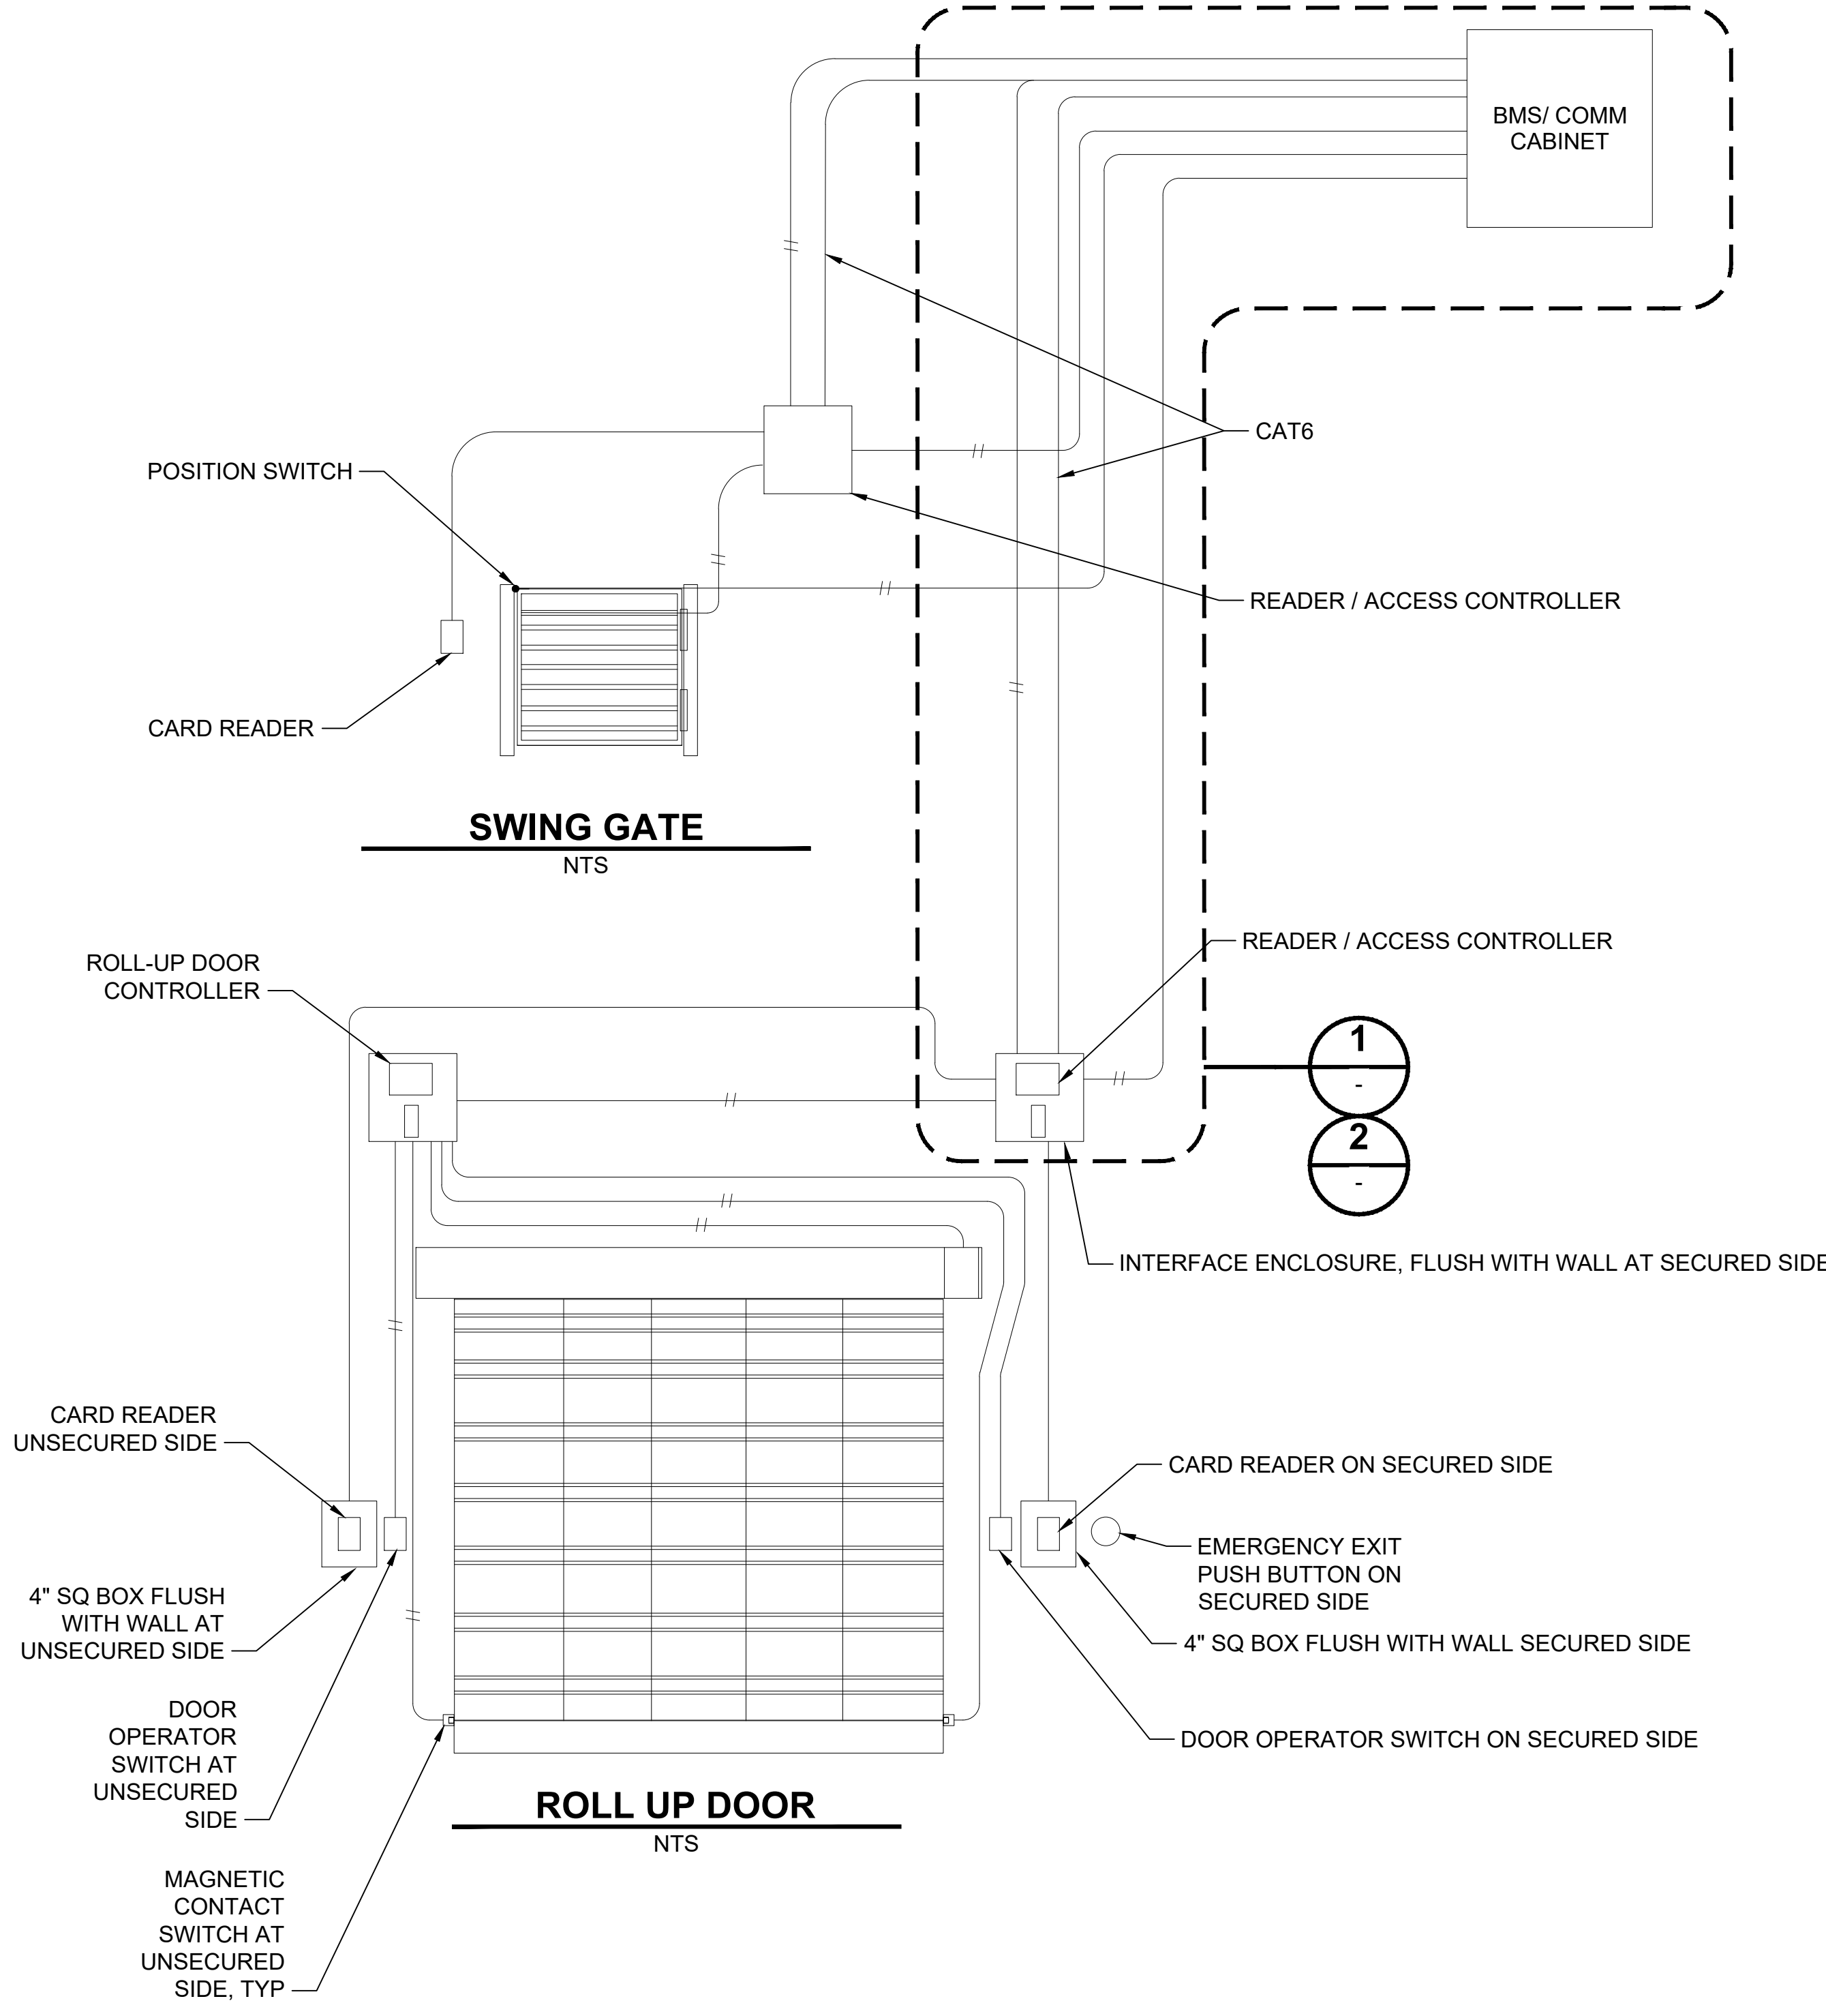 BMS/ COMM
CABINET
CAT6
POSITION SWITCH
READER / ACCESS CONTROLLER
CARD READER
SWING GATE
NTS
READER / ACCESS CONTROLLER
ROLL-UP DOOR
CONTROLLER
1
-
2
-
INTERFACE ENCLOSURE, FLUSH WITH WALL AT SECURED SIDE
CARD READER
UNSECURED SIDE
CARD READER ON SECURED SIDE
EMERGENCY EXIT
PUSH BUTTON ON
SECURED SIDE
4" SQ BOX FLUSH
WITH WALL AT
UNSECURED SIDE
4" SQ BOX FLUSH WITH WALL SECURED SIDE
DOOR
OPERATOR
SWITCH AT
UNSECURED
SIDE
DOOR OPERATOR SWITCH ON SECURED SIDE
ROLL UP DOOR
NTS
MAGNETIC
CONTACT
SWITCH AT
UNSECURED
SIDE, TYP